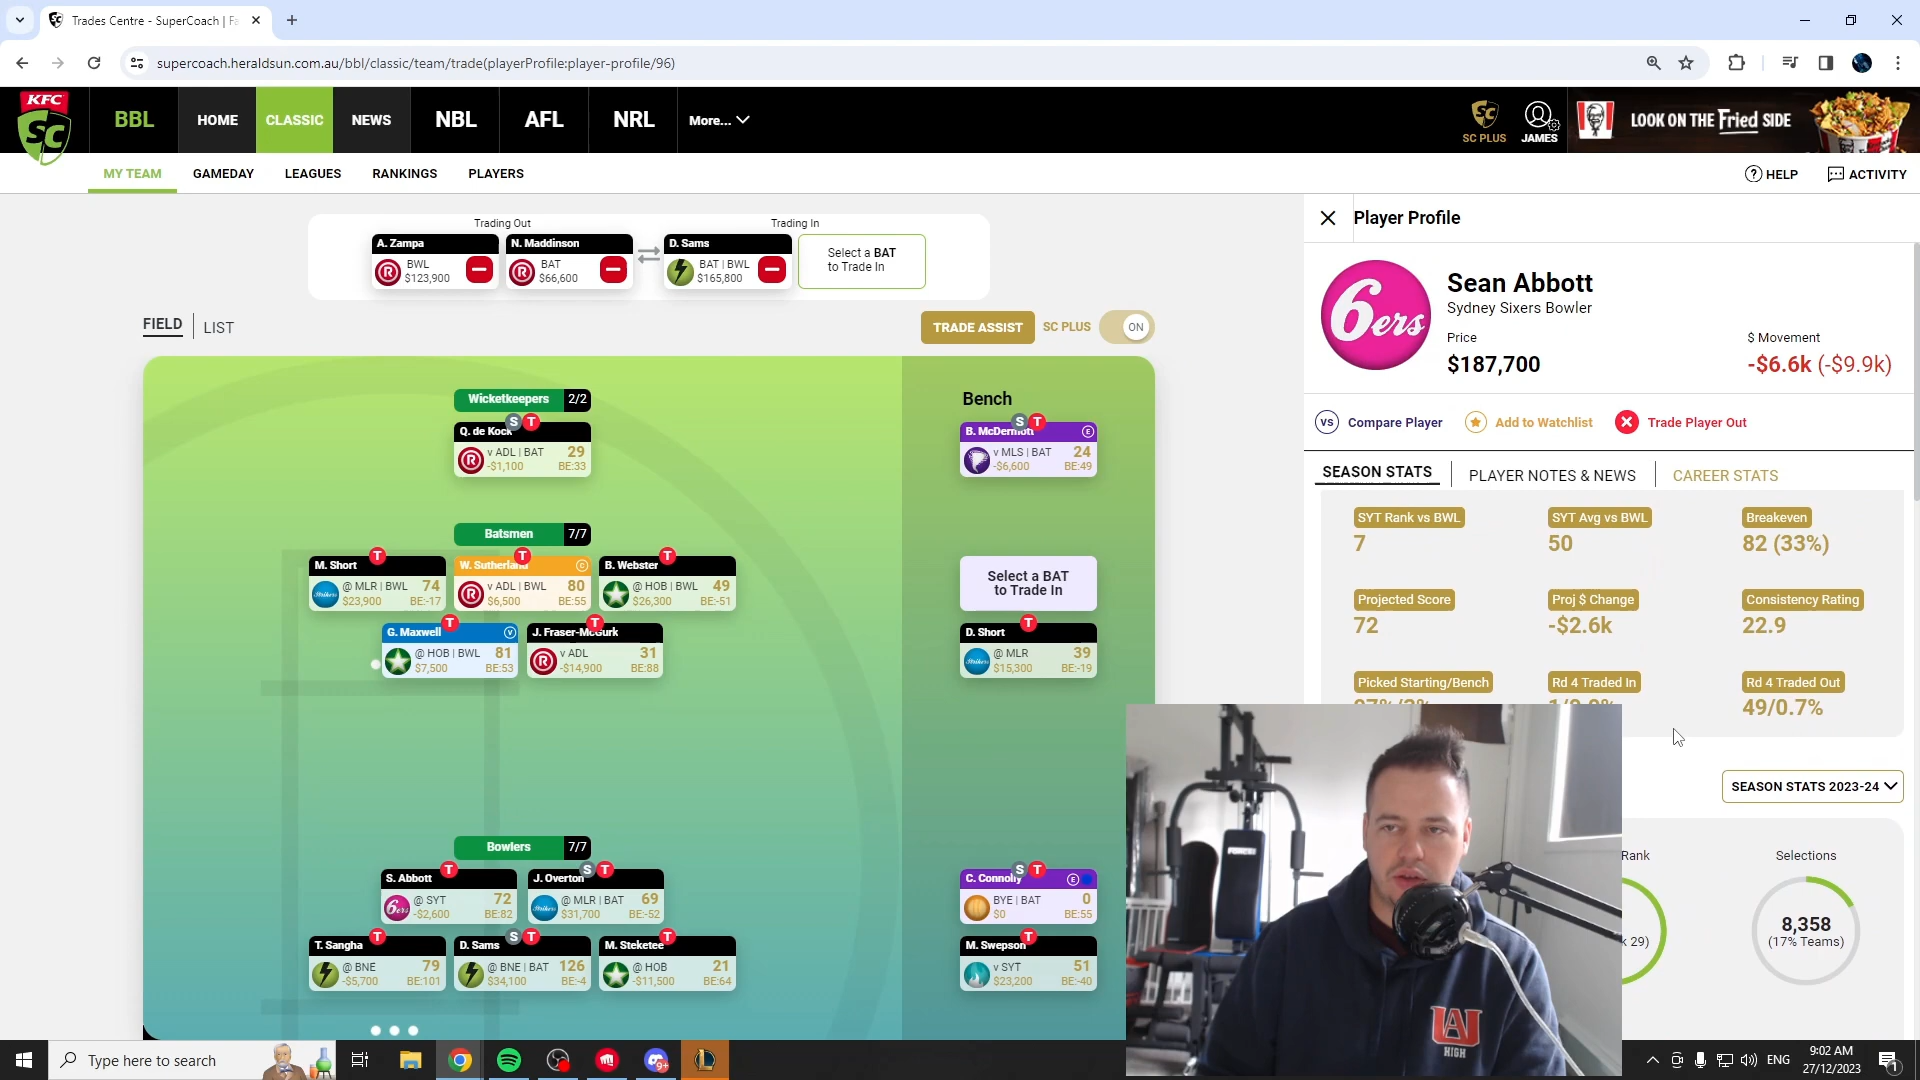 Trades Centre - SuperCoach | Fa
supercoach.heraldsun.com.au/bbl/classic/team/trade(playerProfile:player-profile/96)
KFC
SC
BBL
HOME
CLASSIC
NEWS
NBL
AFL
NRL
More...
SC PLUS
JAMES
LOOK ON THE Fried SIDE
MY TEAM
GAMEDAY
LEAGUES
RANKINGS
PLAYERS
HELP
ACTIVITY
Trading Out
Trading In
A. Zampa
BWL
$123,900
N. Maddinson
BAT
$66,600
D. Sams
BAT | BWL
$165,800
Select a BAT
to Trade In
FIELD
LIST
TRADE ASSIST
SC PLUS
ON
Wicketkeepers 2/2
S T
Q. de Kock
v ADL | BAT 29
-$1,100 BE:33
Batsmen 7/7
T
M. Short
@ MLR | BWL 74
$23,900 BE:-17
T
W. Sutherland C
v ADL | BWL 80
$6,500 BE:55
T
B. Webster
@ HOB | BWL 49
$26,300 BE:-51
T
G. Maxwell V
@ HOB | BWL 81
$7,500 BE:53
T
J. Fraser-McGurk
v ADL 31
-$14,900 BE:88
Bowlers 7/7
T
S. Abbott
6ers
@ SYT 72
-$2,600 BE:82
S T
J. Overton
@ MLR | BAT 69
$31,700 BE:-52
T
T. Sangha
@ BNE 79
-$5,700 BE:101
S T
D. Sams
@ BNE | BAT 126
$34,100 BE:-4
T
M. Steketee
@ HOB 21
-$11,500 BE:64
Bench
S T
B. McDermott E
v MLS | BAT 24
-$6,600 BE:49
Select a BAT
to Trade In
T
D. Short
@ MLR 39
$15,300 BE:-19
S T
C. Connolly E
BYE | BAT 0
$0 BE:55
T
M. Swepson
v SYT 51
$23,200 BE:-40
Player Profile
6ers
Sean Abbott
Sydney Sixers Bowler
Price
$187,700
$ Movement
-$6.6k (-$9.9k)
VS Compare Player
Add to Watchlist
Trade Player Out
SEASON STATS
PLAYER NOTES & NEWS
CAREER STATS
SYT Rank vs BWL
7
SYT Avg vs BWL
50
Breakeven
82 (33%)
Projected Score
72
Proj $ Change
-$2.6k
Consistency Rating
22.9
Picked Starting/Bench
Rd 4 Traded In
Rd 4 Traded Out
49/0.7%
SEASON STATS 2023-24
Rank
29)
Selections
8,358
(17% Teams)
FORCE
HIGH
Type here to search
9+
ENG
9:02 AM
27/12/2023
1